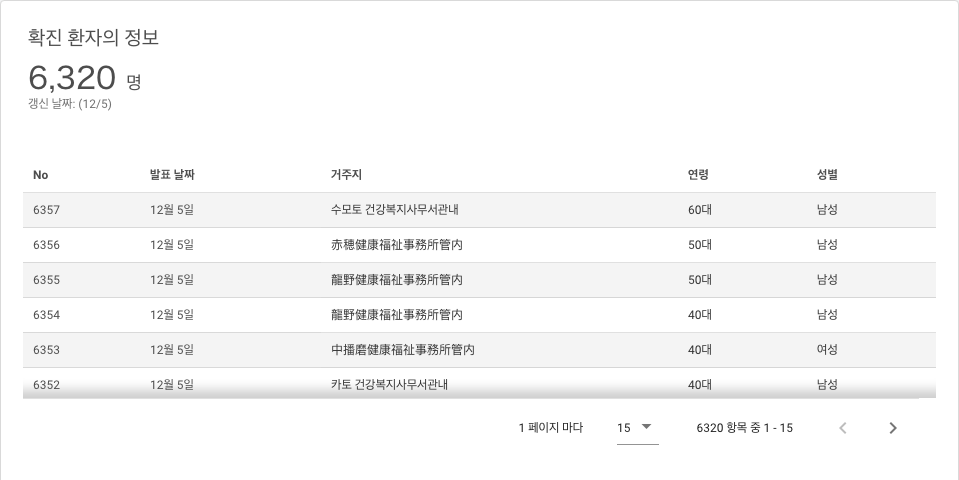 확진 환자의 정보
6,320 명
갱신 날짜: (12/5)
No 발표 날짜 거주지 연령 성별
6357 12월 5일 수모토 건강복지사무서관내 60대 남성
6356 12월 5일 赤穂健康福祉事務所管内 50대 남성
6355 12월 5일 龍野健康福祉事務所管内 50대 남성
6354 12월 5일 龍野健康福祉事務所管内 40대 남성
6353 12월 5일 中播磨健康福祉事務所管内 40대 여성
6352 12월 5일 카토 건강복지사무서관내 40대 남성
1 페이지 마다 15 6320 항목 중 1 - 15